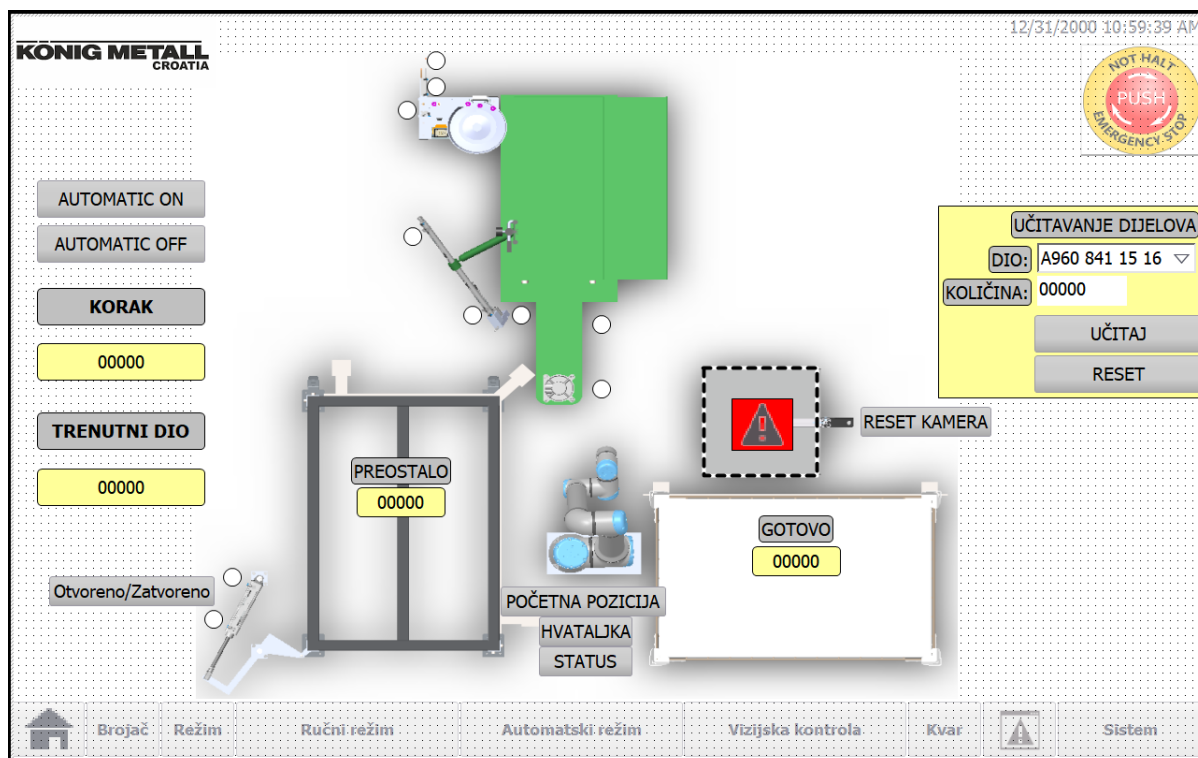 12/31/2000 10:59:39 AM
KÖNIG METALL
CROATIA
NOT HALT
PUSH
EMERGENCY STOP
AUTOMATIC ON
AUTOMATIC OFF
KORAK
00000
TRENUTNI DIO
00000
UČITAVANJE DIJELOVA
DIO: A960 841 15 16
KOLIČINA: 00000
UČITAJ
RESET
RESET KAMERA
PREOSTALO
00000
GOTOVO
00000
Otvoreno/Zatvoreno
POČETNA POZICIJA
HVATALJKA
STATUS
Brojač Režim Ručni režim Automatski režim Vizijska kontrola Kvar Sistem